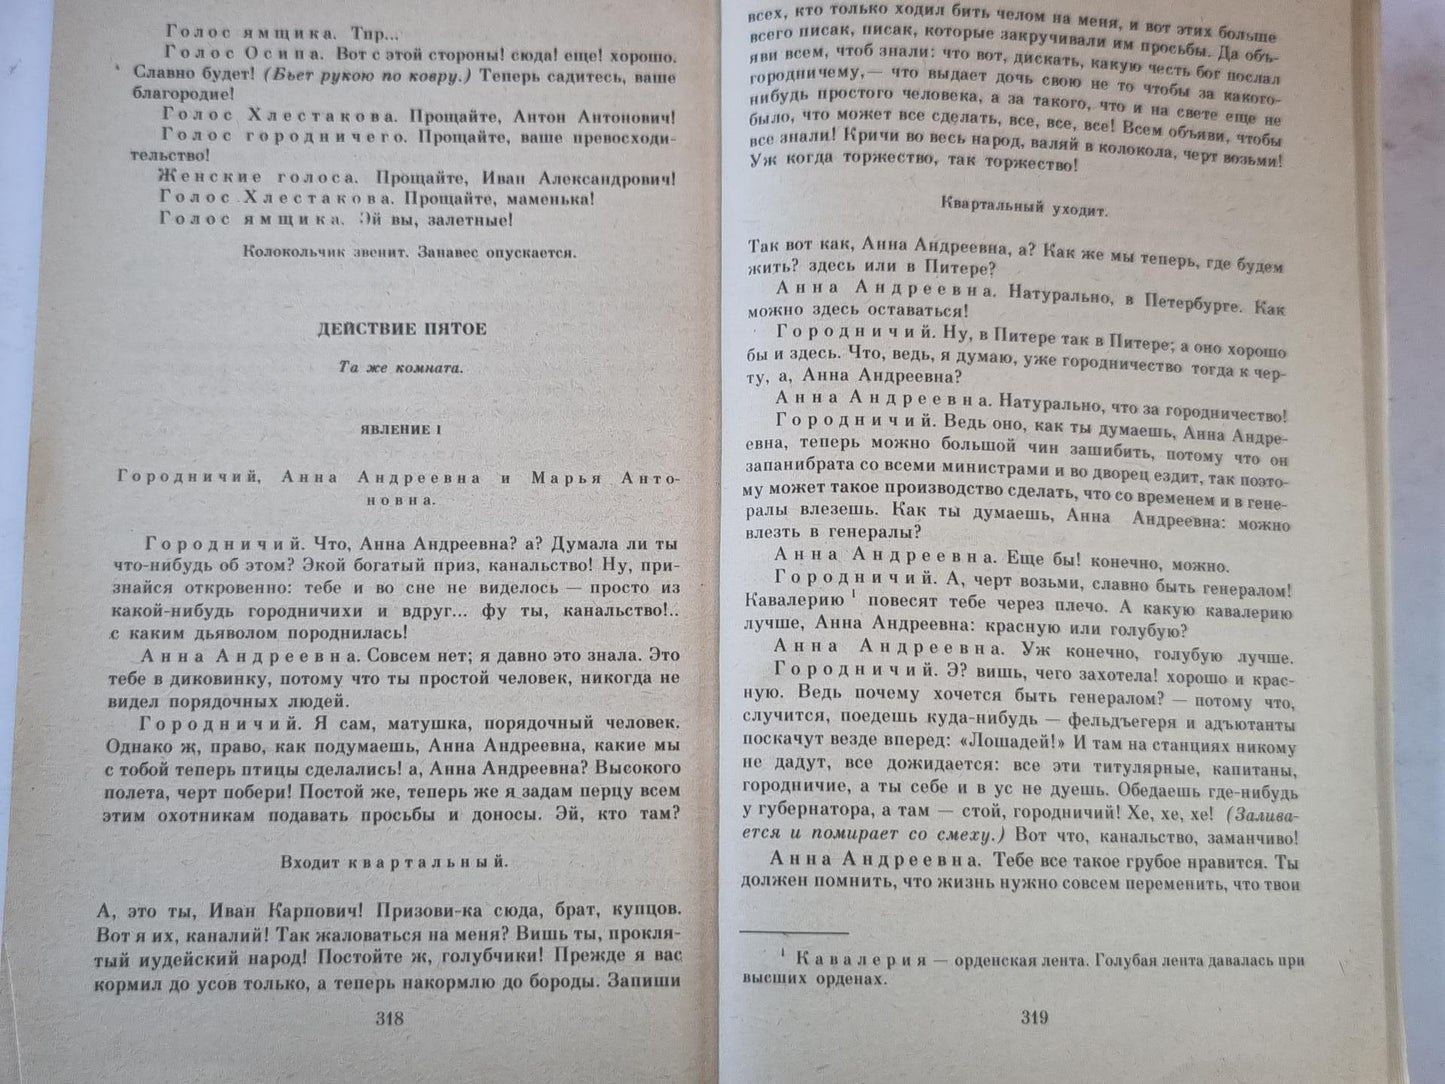 Голос ямщика. Тпр...
Голос Осипа. Вот с этой стороны! сюда! еще! хорошо.
Славно будет! (Бьет рукою по ковру.) Теперь садитесь, ваше
благородие!
Голос Хлестакова. Прощайте, Антон Антонович!
Голос городничего. Прощайте, ваше превосходи-
тельство!
Женские голоса. Прощайте, Иван Александрович!
Голос Хлестакова. Прощайте, маменька!
Голос ямщика. Эй вы, залетные!
Колокольчик звенит. Занавес опускается.
ДЕЙСТВИЕ ПЯТОЕ
Та же комната.
ЯВЛЕНИЕ I
Городничий, Анна Андреевна и Марья Анто-
новна.
Городничий. Что, Анна Андреевна? а? Думала ли ты
что-нибудь об этом? Экой богатый приз, канальство! Ну, при-
знайся откровенно: тебе и во сне не виделось — просто из
какой-нибудь городничихи и вдруг... фу ты, канальство!..
с каким дьяволом породнилась!
Анна Андреевна. Совсем нет; я давно это знала. Это
тебе в диковинку, потому что ты простой человек, никогда не
видел порядочных людей.
Городничий. Я сам, матушка, порядочный человек.
Однако ж, право, как подумаешь, Анна Андреевна, какие мы
с тобой теперь птицы сделались! а, Анна Андреевна? Высокого
полета, черт побери! Постой же, теперь же я задам перцу всем
этим охотникам подавать просьбы и доносы. Эй, кто там?
Входит квартальный.
А, это ты, Иван Карпович! Призови-ка сюда, брат, купцов.
Вот я их, каналий! Так жаловаться на меня? Вишь ты, прокля-
тый иудейский народ! Постойте ж, голубчики! Прежде я вас
кормил до усов только, а теперь накормлю до бороды. Запиши
318
всех, кто только ходил бить челом на меня, и вот этих больше
всего писак, писак, которые закручивали им просьбы. Да объ-
яви всем, чтоб знали: что вот, дискать, какую честь бог послал
городничему,— что выдает дочь свою не то чтобы за какого-
нибудь простого человека, а за такого, что и на свете еще не
было, что может все сделать, все, все, все! Всем объяви, чтобы
все знали! Кричи во весь народ, валяй в колокола, черт возьми!
Уж когда торжество, так торжество!
Квартальный уходит.
Так вот как, Анна Андреевна, а? Как же мы теперь, где будем
жить? здесь или в Питере?
Анна Андреевна. Натурально, в Петербурге. Как
можно здесь оставаться!
Городничий. Ну, в Питере так в Питере; а оно хорошо
бы и здесь. Что, ведь, я думаю, уже городничество тогда к чер-
ту, а, Анна Андреевна?
Анна Андреевна. Натурально, что за городничество!
Городничий. Ведь оно, как ты думаешь, Анна Андре-
евна, теперь можно большой чин зашибить, потому что он
запанибрата со всеми министрами и во дворец ездит, так поэто-
му может такое производство сделать, что со временем и в гене-
ралы влезешь. Как ты думаешь, Анна Андреевна: можно
влезть в генералы?
Анна Андреевна. Еще бы! конечно, можно.
Городничий. А, черт возьми, славно быть генералом!
Кавалерию 1 повесят тебе через плечо. А какую кавалерию
лучше, Анна Андреевна: красную или голубую?
Анна Андреевна. Уж конечно, голубую лучше.
Городничий. Э? вишь, чего захотела! хорошо и крас-
ную. Ведь почему хочется быть генералом? — потому что,
случится, поедешь куда-нибудь — фельдъегеря и адъютанты
поскачут везде вперед: «Лошадей!» И там на станциях никому
не дадут, все дожидается: все эти титулярные, капитаны,
городничие, а ты себе и в ус не дуешь. Обедаешь где-нибудь
у губернатора, а там — стой, городничий! Хе, хе, хе! (Залива-
ется и помирает со смеху.) Вот что, канальство, заманчиво!
Анна Андреевна. Тебе все такое грубое нравится. Ты
должен помнить, что жизнь нужно совсем переменить, что твои
1 Кавалерия — орденская лента. Голубая лента давалась при
высших орденах.
319